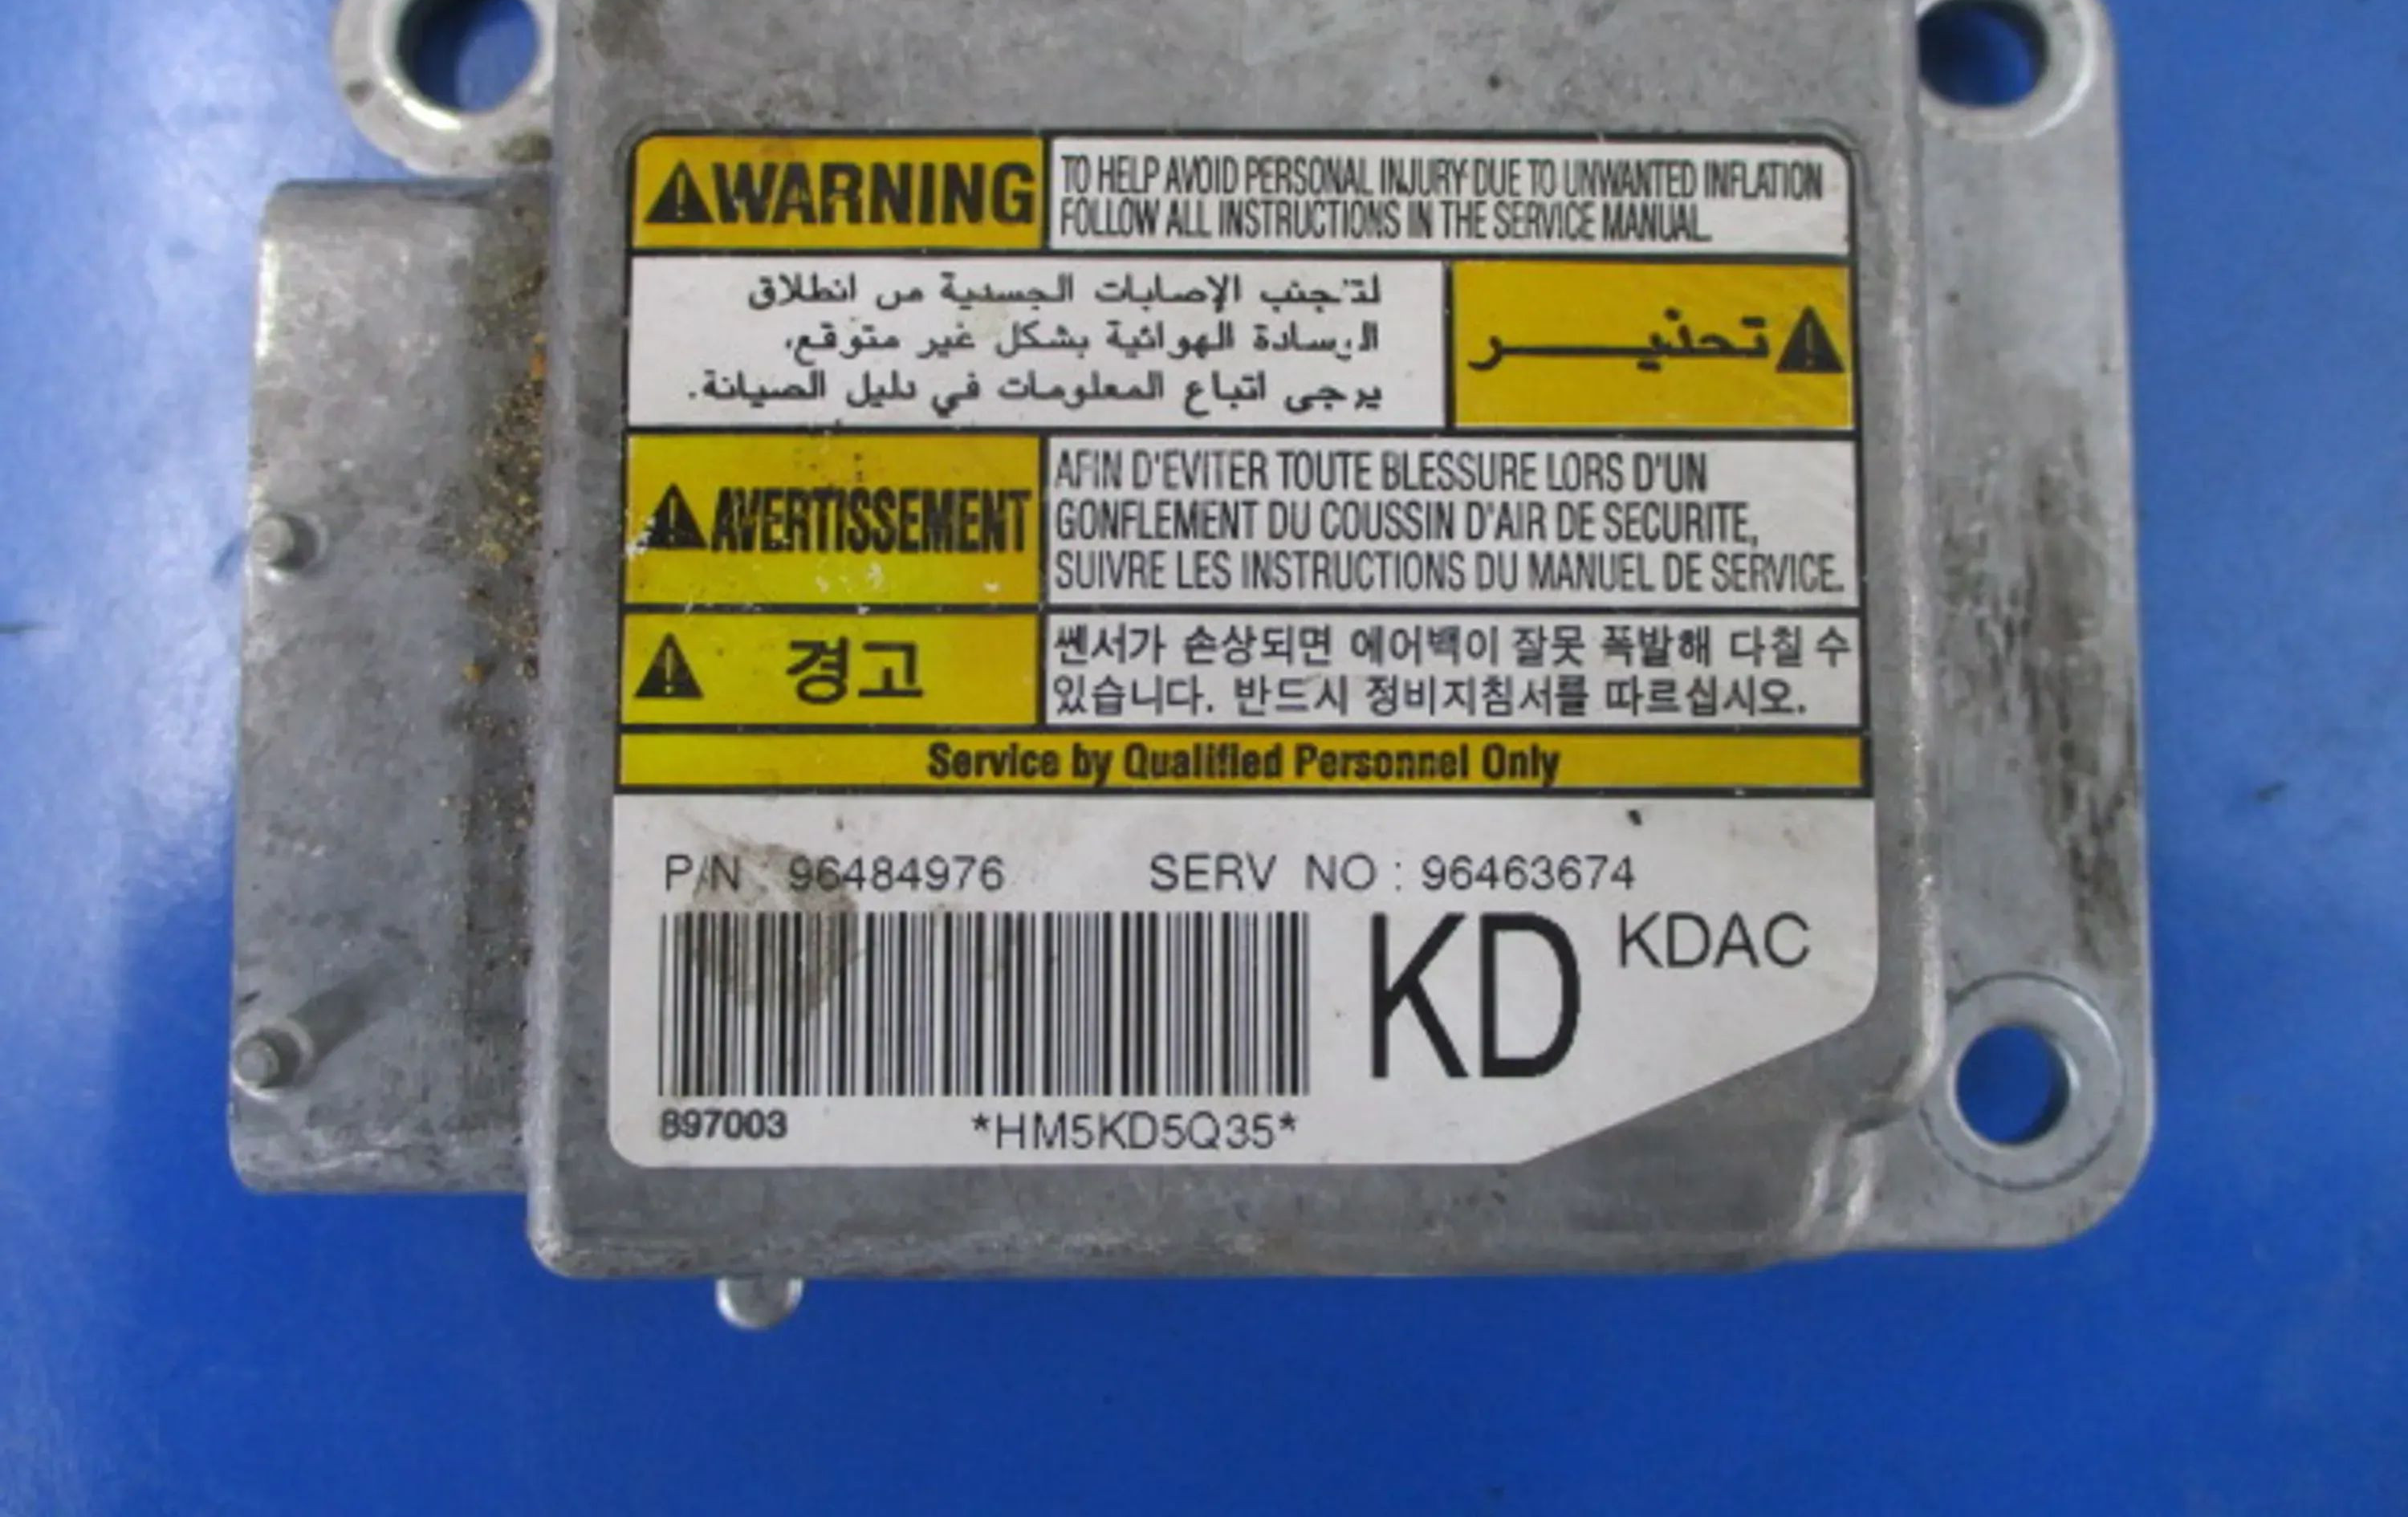 WARNING
TO HELP AVOID PERSONAL INJURY DUE TO UNWANTED INFLATION
FOLLOW ALL INSTRUCTIONS IN THE SERVICE MANUAL.
تحذيــــــر
لتجنب الإصابات الجسدية من انطلاق
الوسادة الهوائية بشكل غير متوقع،
يرجى اتباع المعلومات في دليل الصيانة.
AVERTISSEMENT
AFIN D'EVITER TOUTE BLESSURE LORS D'UN
GONFLEMENT DU COUSSIN D'AIR DE SECURITE,
SUIVRE LES INSTRUCTIONS DU MANUEL DE SERVICE.
경고
쎈서가 손상되면 에어백이 잘못 폭발해 다칠 수
있습니다. 반드시 정비지침서를 따르십시오.
Service by Qualified Personnel Only
P/N : 96484976 SERV NO : 96463674
KD KDAC
897003 *HM5KD5Q35*